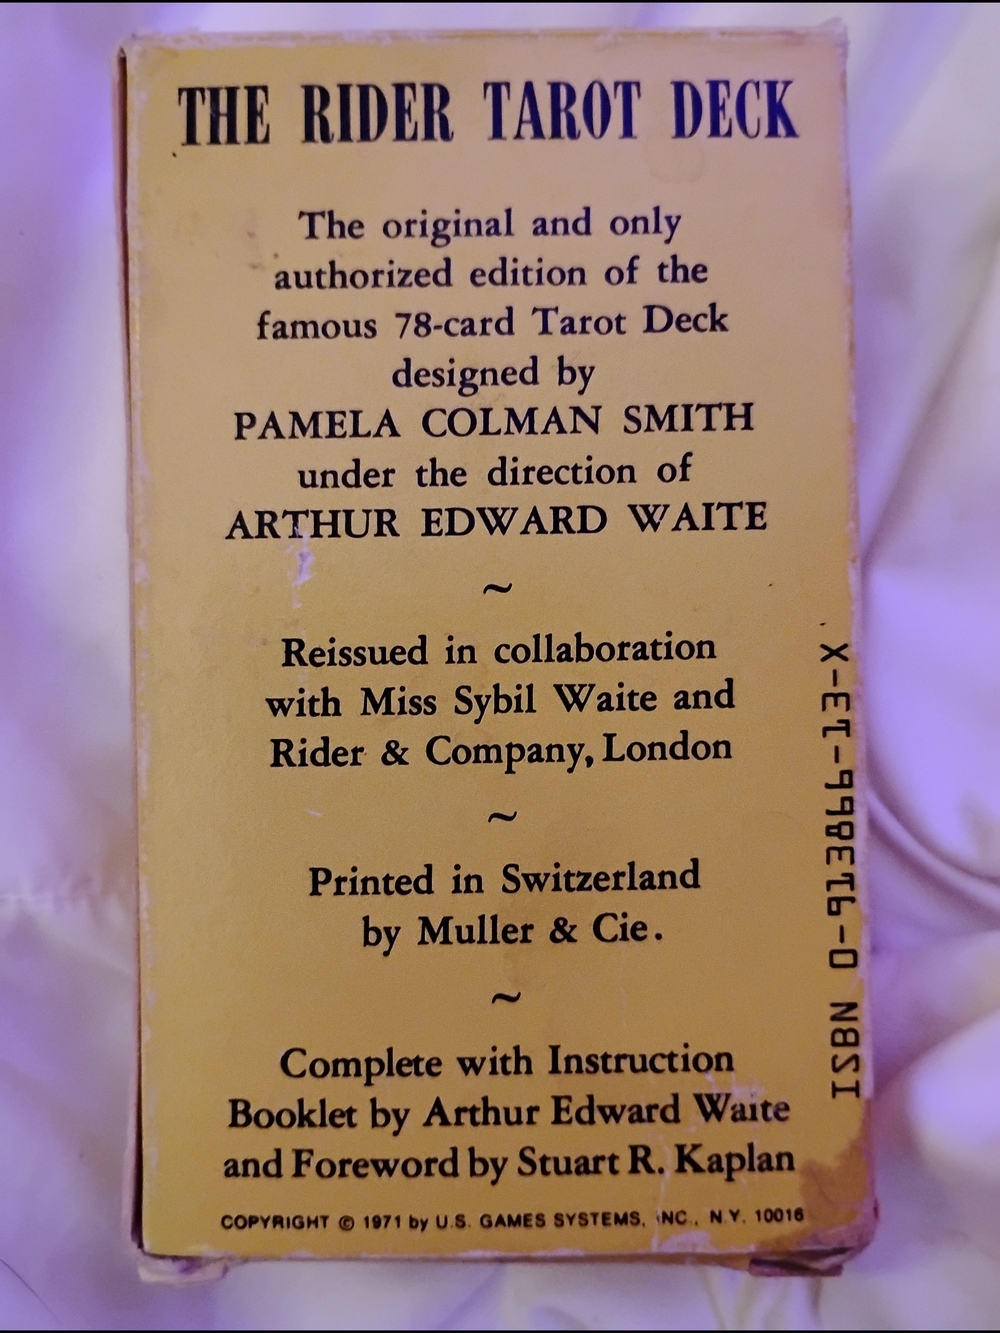 THE RIDER TAROT DECK
The original and only
authorized edition of the
famous 78-card Tarot Deck
designed by
PAMELA COLMAN SMITH
under the direction of
ARTHUR EDWARD WAITE
~
Reissued in collaboration
with Miss Sybil Waite and
Rider & Company, London
~
Printed in Switzerland
by Muller & Cie.
~
Complete with Instruction
Booklet by Arthur Edward Waite
and Foreword by Stuart R. Kaplan
COPYRIGHT © 1971 by U.S. GAMES SYSTEMS, INC., N.Y. 10016
ISBN 0-913866-13-X